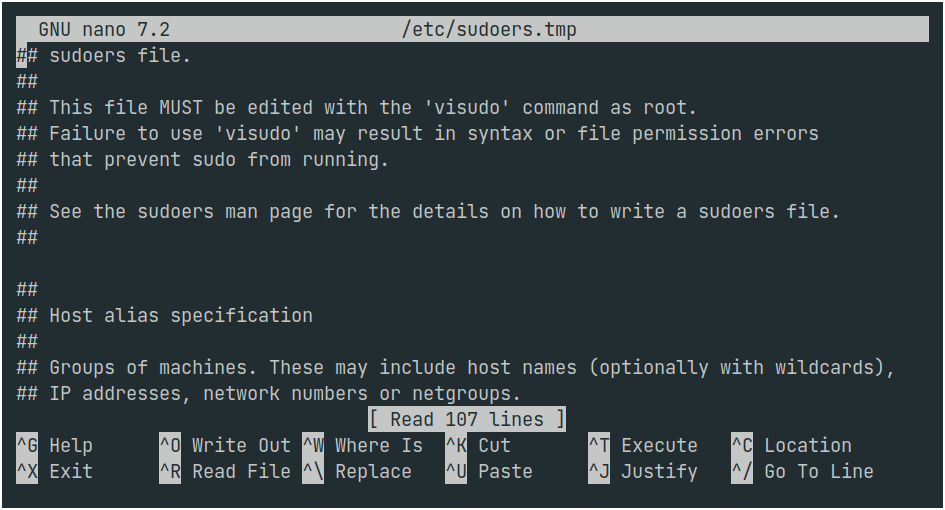 GNU nano 7.2 /etc/sudoers.tmp
## sudoers file.
##
## This file MUST be edited with the 'visudo' command as root.
## Failure to use 'visudo' may result in syntax or file permission errors
## that prevent sudo from running.
##
## See the sudoers man page for the details on how to write a sudoers file.
##

##
## Host alias specification
##
## Groups of machines. These may include host names (optionally with wildcards),
## IP addresses, network numbers or netgroups.
[ Read 107 lines ]
^G Help ^O Write Out ^W Where Is ^K Cut ^T Execute ^C Location
^X Exit ^R Read File ^\ Replace ^U Paste ^J Justify ^/ Go To Line